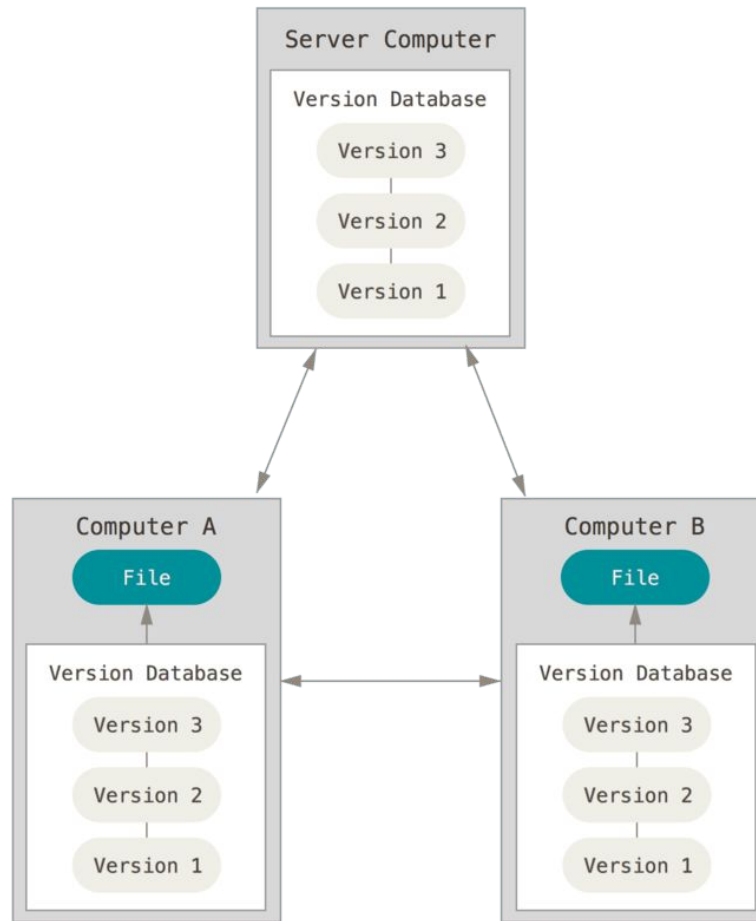 Server Computer
Version Database
Version 3
Version 2
Version 1
Computer A
File
Version Database
Version 3
Version 2
Version 1
Computer B
File
Version Database
Version 3
Version 2
Version 1